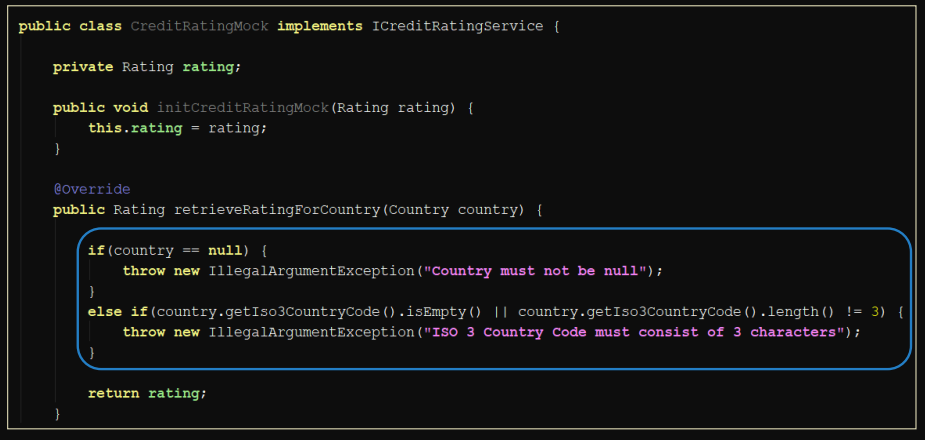 public class CreditRatingMock implements ICreditRatingService {
private Rating rating;
public void initCreditRatingMock(Rating rating) {
this.rating = rating;
}
@Override
public Rating retrieveRatingForCountry(Country country) {
if(country == null) {
throw new IllegalArgumentException("Country must not be null");
}
else if(country.getIso3CountryCode().isEmpty() || country.getIso3CountryCode().length() != 3) {
throw new IllegalArgumentException("ISO 3 Country Code must consist of 3 characters");
}
return rating;
}